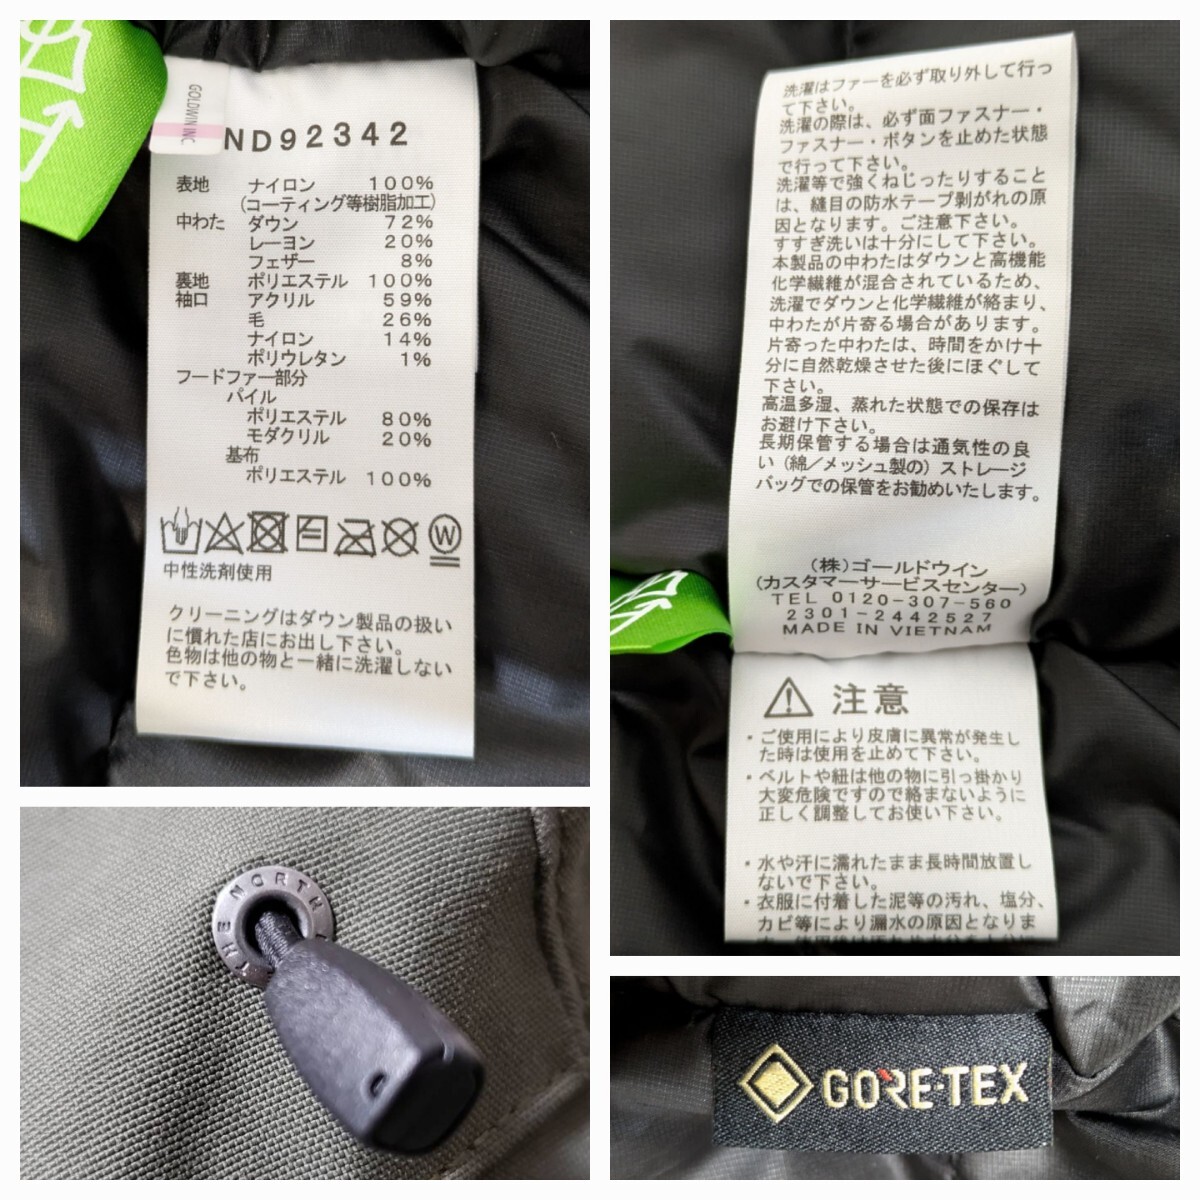 GOLDWIN INC
ND92342
表地 ナイロン 100%
(コーティング等樹脂加工)
中わた ダウン 72%
レーヨン 20%
フェザー 8%
裏地 ポリエステル 100%
袖口 アクリル 59%
毛 26%
ナイロン 14%
ポリウレタン 1%
フードファー部分
パイル
ポリエステル 80%
モダクリル 20%
基布
ポリエステル 100%
W
中性洗剤使用
クリーニングはダウン製品の扱い
に慣れた店にお出し下さい。
色物は他の物と一緒に洗濯しない
で下さい。
洗濯はファーを必ず取り外して行っ
て下さい。
洗濯の際は、必ず面ファスナー・
ファスナー・ボタンを止めた状態
で行って下さい。
洗濯等で強くねじったりすること
は、縫目の防水テープ剥がれの原
因となります。ご注意下さい。
すすぎ洗いは十分にして下さい。
本製品の中わたはダウンと高機能
化学繊維が混合されているため、
洗濯でダウンと化学繊維が絡まり、
中わたが片寄る場合があります。
片寄った中わたは、時間をかけ十
分に自然乾燥させた後にほぐして
下さい。
高温多湿、蒸れた状態での保存は
お避け下さい。
長期保管する場合は通気性の良
い(綿/メッシュ製の)ストレージ
バッグでの保管をお勧めいたします。
(株)ゴールドウイン
(カスタマーサービスセンター)
TEL 0120-307-560
2301-2442527
MADE IN VIETNAM
注意
・ご使用により皮膚に異常が発生し
た時は使用を止めて下さい。
・ベルトや紐は他の物に引っ掛かり
大変危険ですので絡まないように
正しく調整してお使い下さい。
・水や汗に濡れたまま長時間放置し
ないで下さい。
・衣服に付着した泥等の汚れ、塩分、
カビ等により漏水の原因となりま
THE NORTH
GORE-TEX